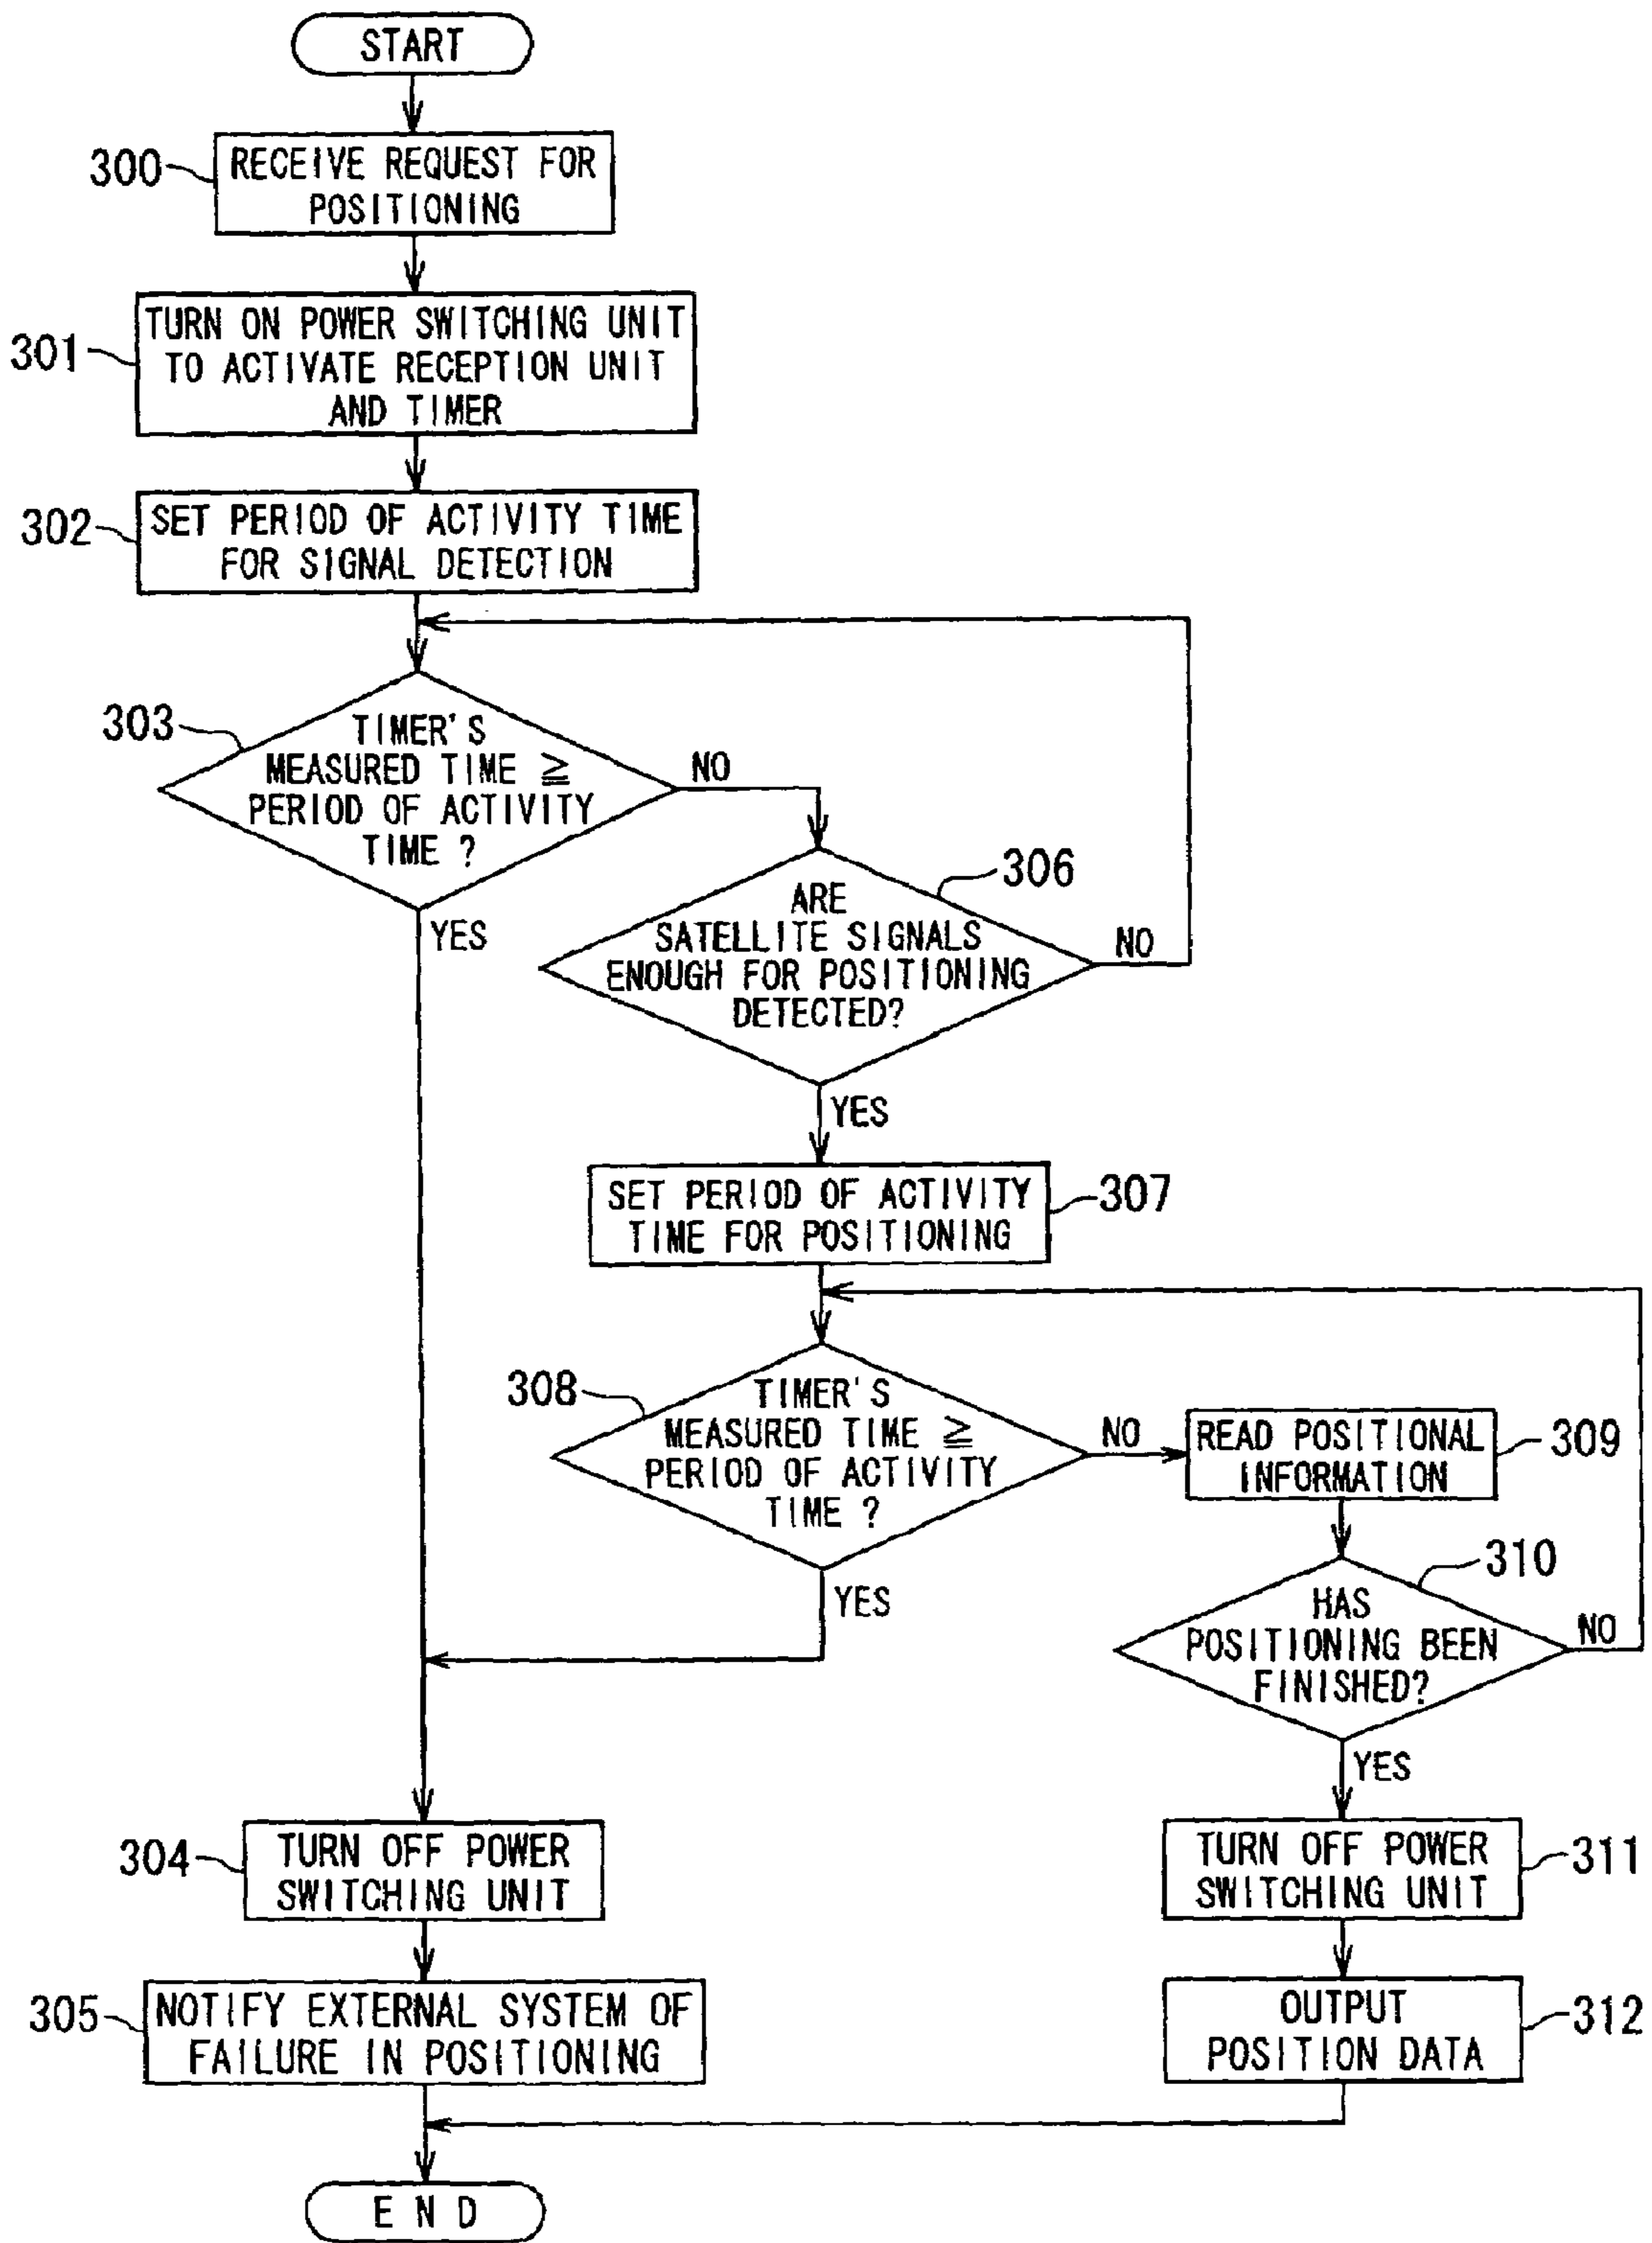 START
300
RECEIVE REQUEST FOR
POSITIONING
301
TURN ON POWER SWITCHING UNIT
TO ACTIVATE RECEPTION UNIT
AND TIMER
302
SET PERIOD OF ACTIVITY TIME
FOR SIGNAL DETECTION
303
TIMER'S
MEASURED TIME ≧
PERIOD OF ACTIVITY
TIME ?
NO
YES
306
ARE
SATELLITE SIGNALS
ENOUGH FOR POSITIONING
DETECTED?
NO
YES
SET PERIOD OF ACTIVITY
TIME FOR POSITIONING
307
308
TIMER'S
MEASURED TIME ≧
PERIOD OF ACTIVITY
TIME ?
NO
YES
READ POSITIONAL
INFORMATION
309
310
HAS
POSITIONING BEEN
FINISHED?
NO
YES
304
TURN OFF POWER
SWITCHING UNIT
TURN OFF POWER
SWITCHING UNIT
311
305
NOTIFY EXTERNAL SYSTEM OF
FAILURE IN POSITIONING
OUTPUT
POSITION DATA
312
END